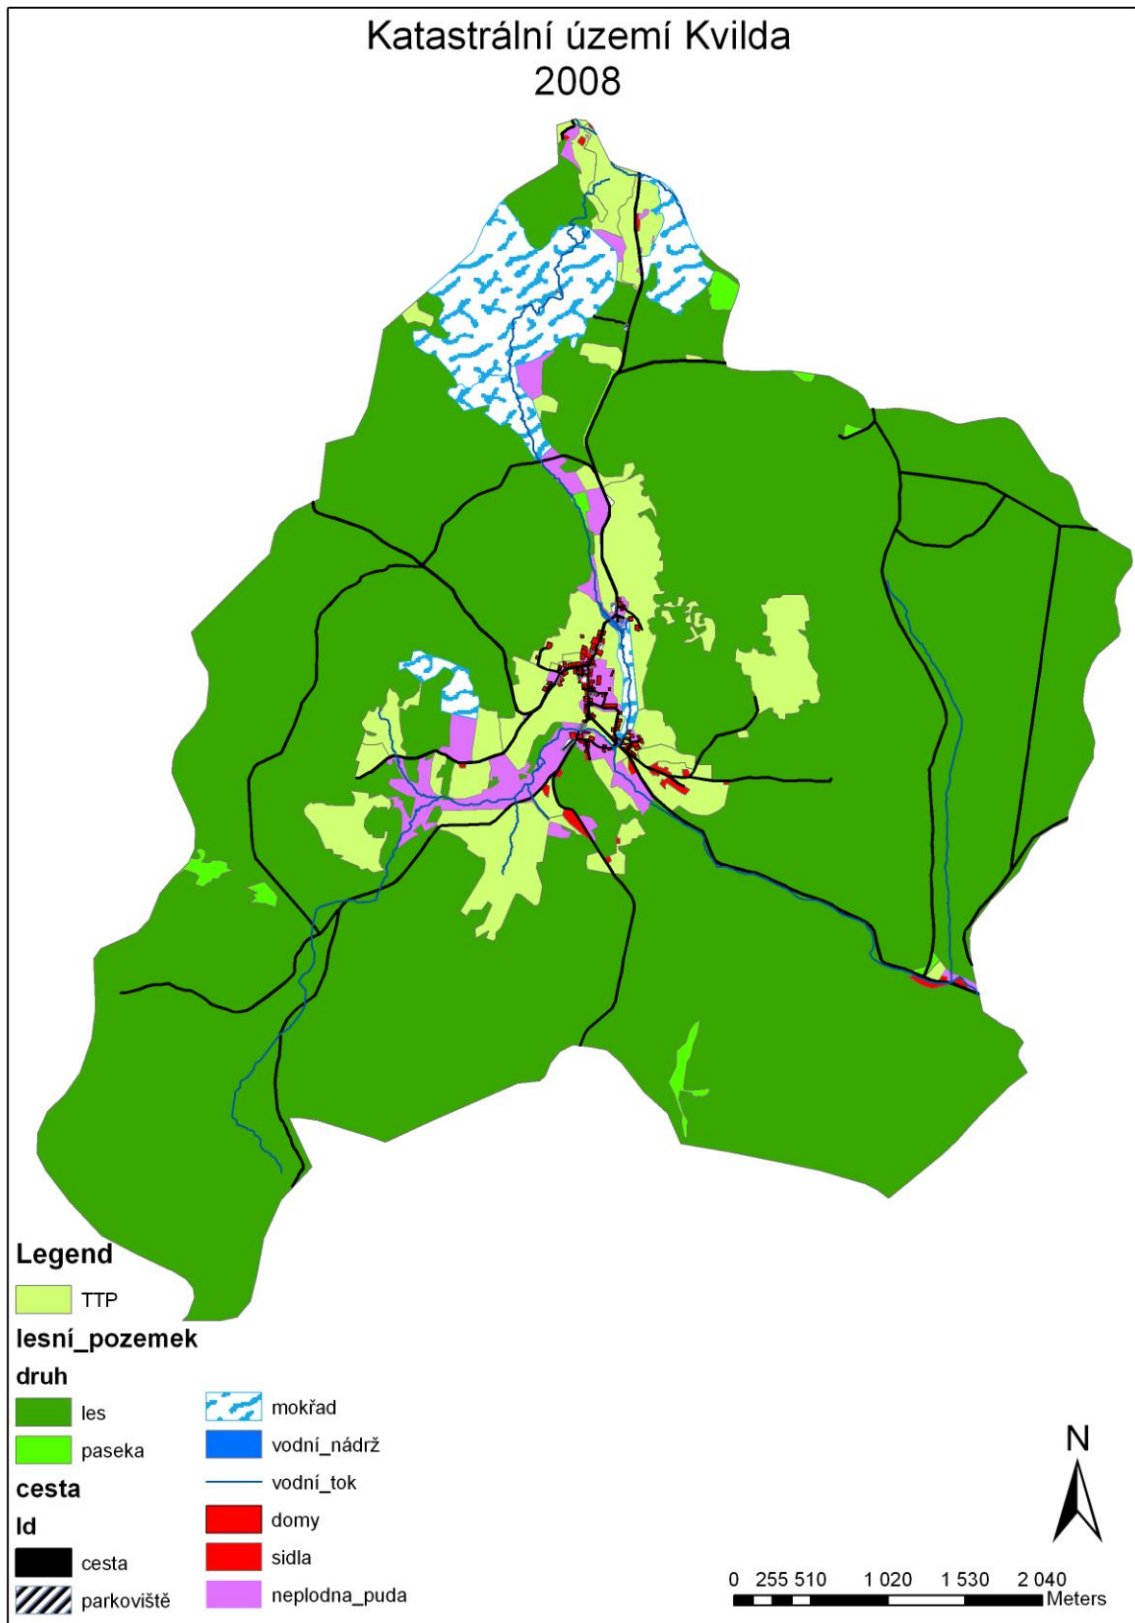 Katastrální území Kvilda
2008
Legend
TTP
lesní_pozemek
druh
les
paseka
cesta
Id
cesta
parkoviště
mokřad
vodní_nádrž
vodní_tok
domy
sidla
neplodna_puda
N
0 255 510 1 020 1 530 2 040
Meters